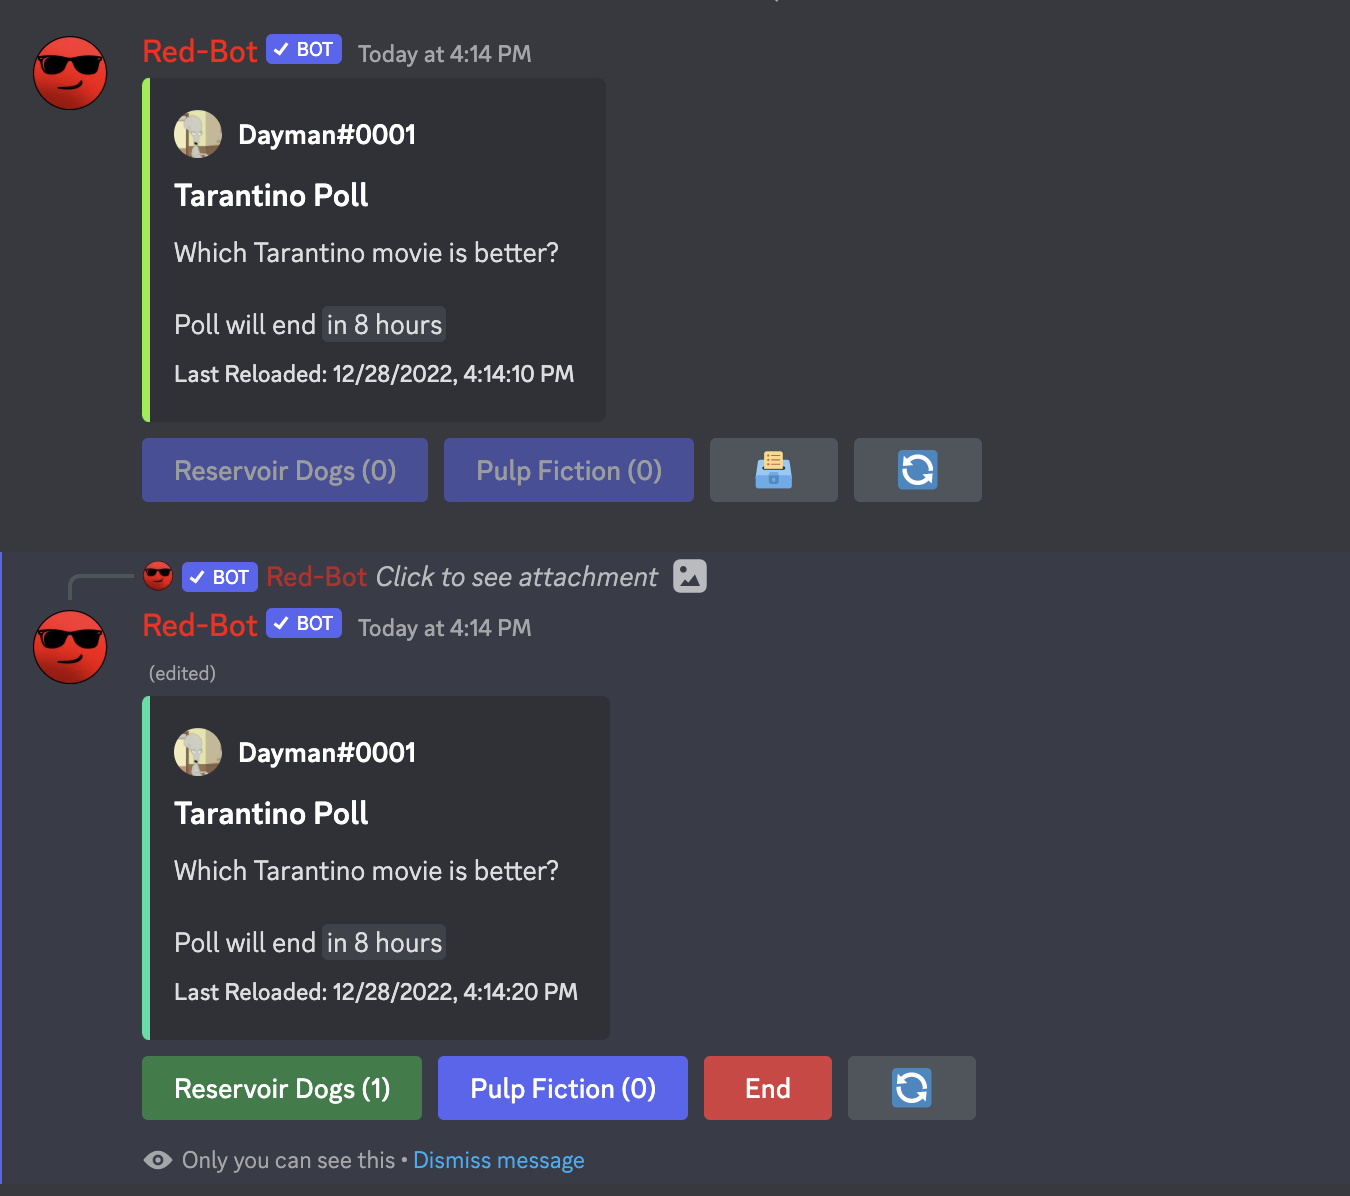 Red-Bot BOT Today at 4:14 PM
Dayman#0001
Tarantino Poll
Which Tarantino movie is better?
Poll will end in 8 hours
Last Reloaded: 12/28/2022, 4:14:10 PM
Reservoir Dogs (0) Pulp Fiction (0)
BOT Red-Bot Click to see attachment
Red-Bot BOT Today at 4:14 PM
(edited)
Dayman#0001
Tarantino Poll
Which Tarantino movie is better?
Poll will end in 8 hours
Last Reloaded: 12/28/2022, 4:14:20 PM
Reservoir Dogs (1) Pulp Fiction (0) End
Only you can see this • Dismiss message